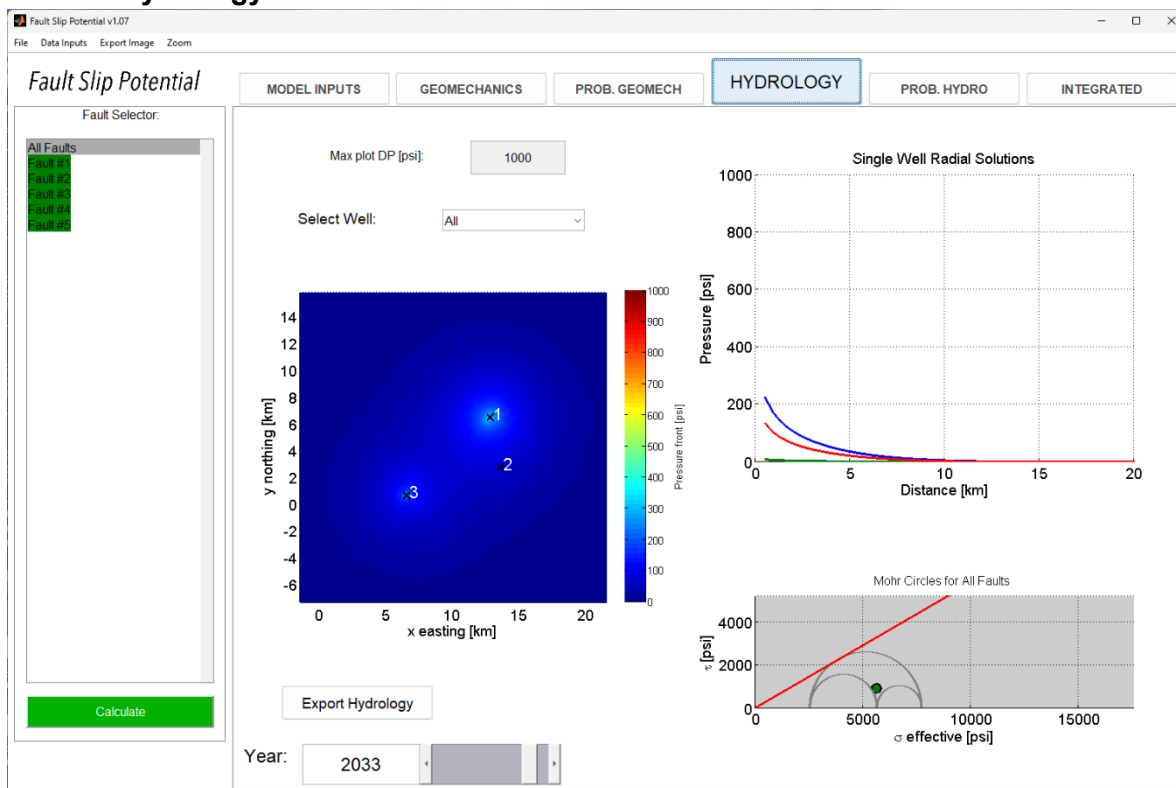 Fault Slip Potential v1.07
File Data Inputs Export Image Zoom
Fault Slip Potential
MODEL INPUTS GEOMECHANICS PROB. GEOMECH HYDROLOGY PROB. HYDRO INTEGRATED
Fault Selector:
All Faults
Fault #1
Fault #2
Fault #3
Fault #4
Fault #5
Calculate
Max plot DP [psi]: 1000
Select Well: All
14
12
10
8
6
4
2
0
-2
-4
-6
y northing [km]
0 5 10 15 20
x easting [km]
1
2
3
1000
900
800
700
600
500
400
300
200
100
0
Pressure front [psi]
Export Hydrology
Year: 2033
Single Well Radial Solutions
1000
800
600
400
200
0
Pressure [psi]
0 5 10 15 20
Distance [km]
Mohr Circles for All Faults
4000
2000
0
τ [psi]
0 5000 10000 15000
σ effective [psi]